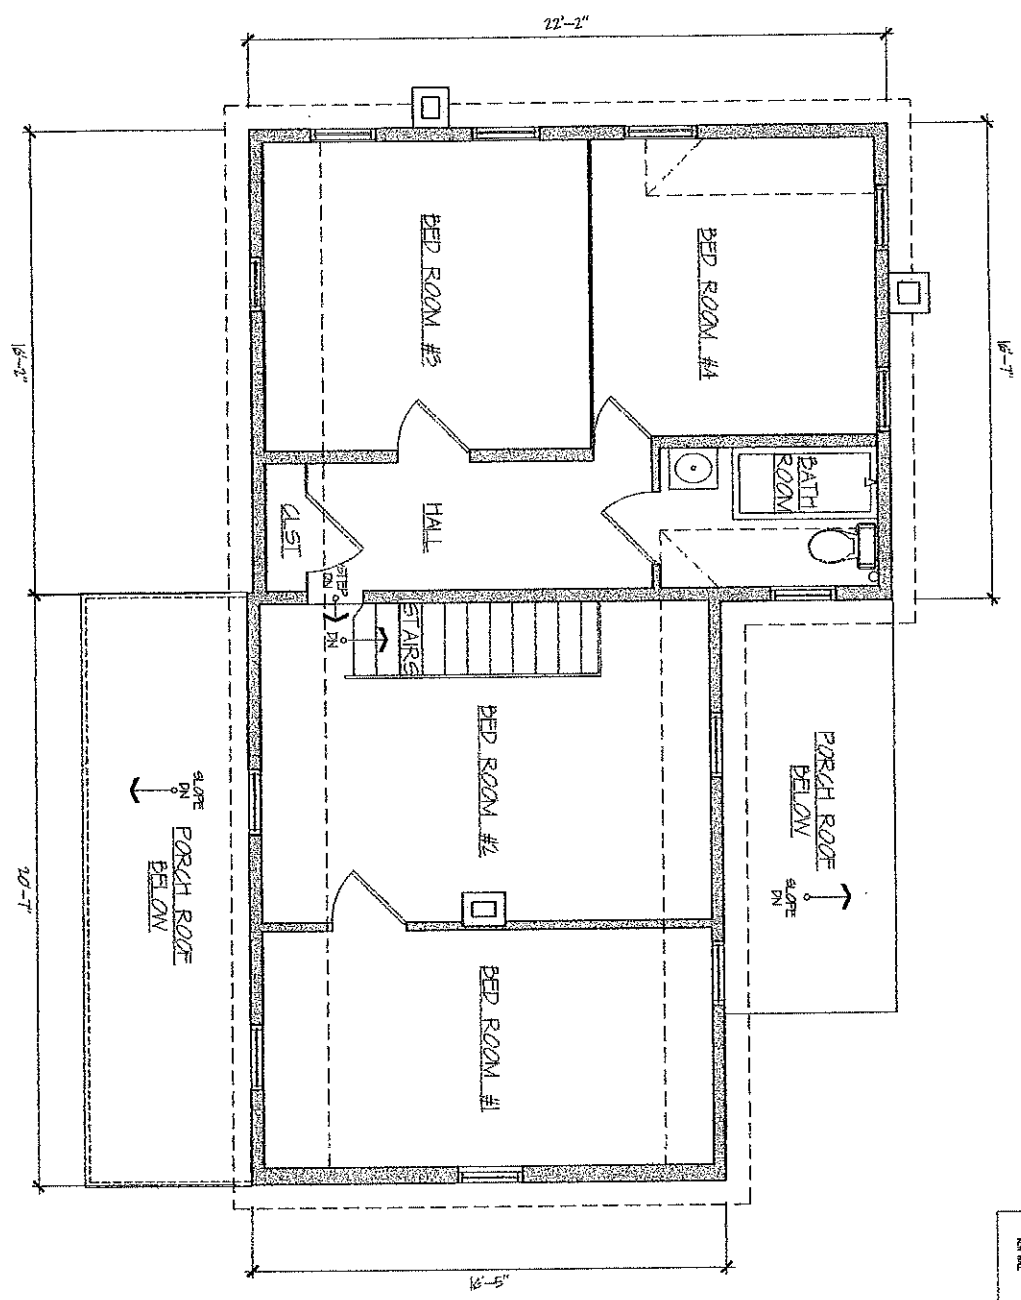 22'-2"
16'-7"
16'-2"
BED ROOM #3
BED ROOM #4
BATH
ROOM
HALL
CLST
STEP
DN
DN
STAIRS
BED ROOM #2
PORCH ROOF
BELOW
SLOPE
DN
SLOPE
DN
PORCH ROOF
BELOW
20'-7"
BED ROOM #1